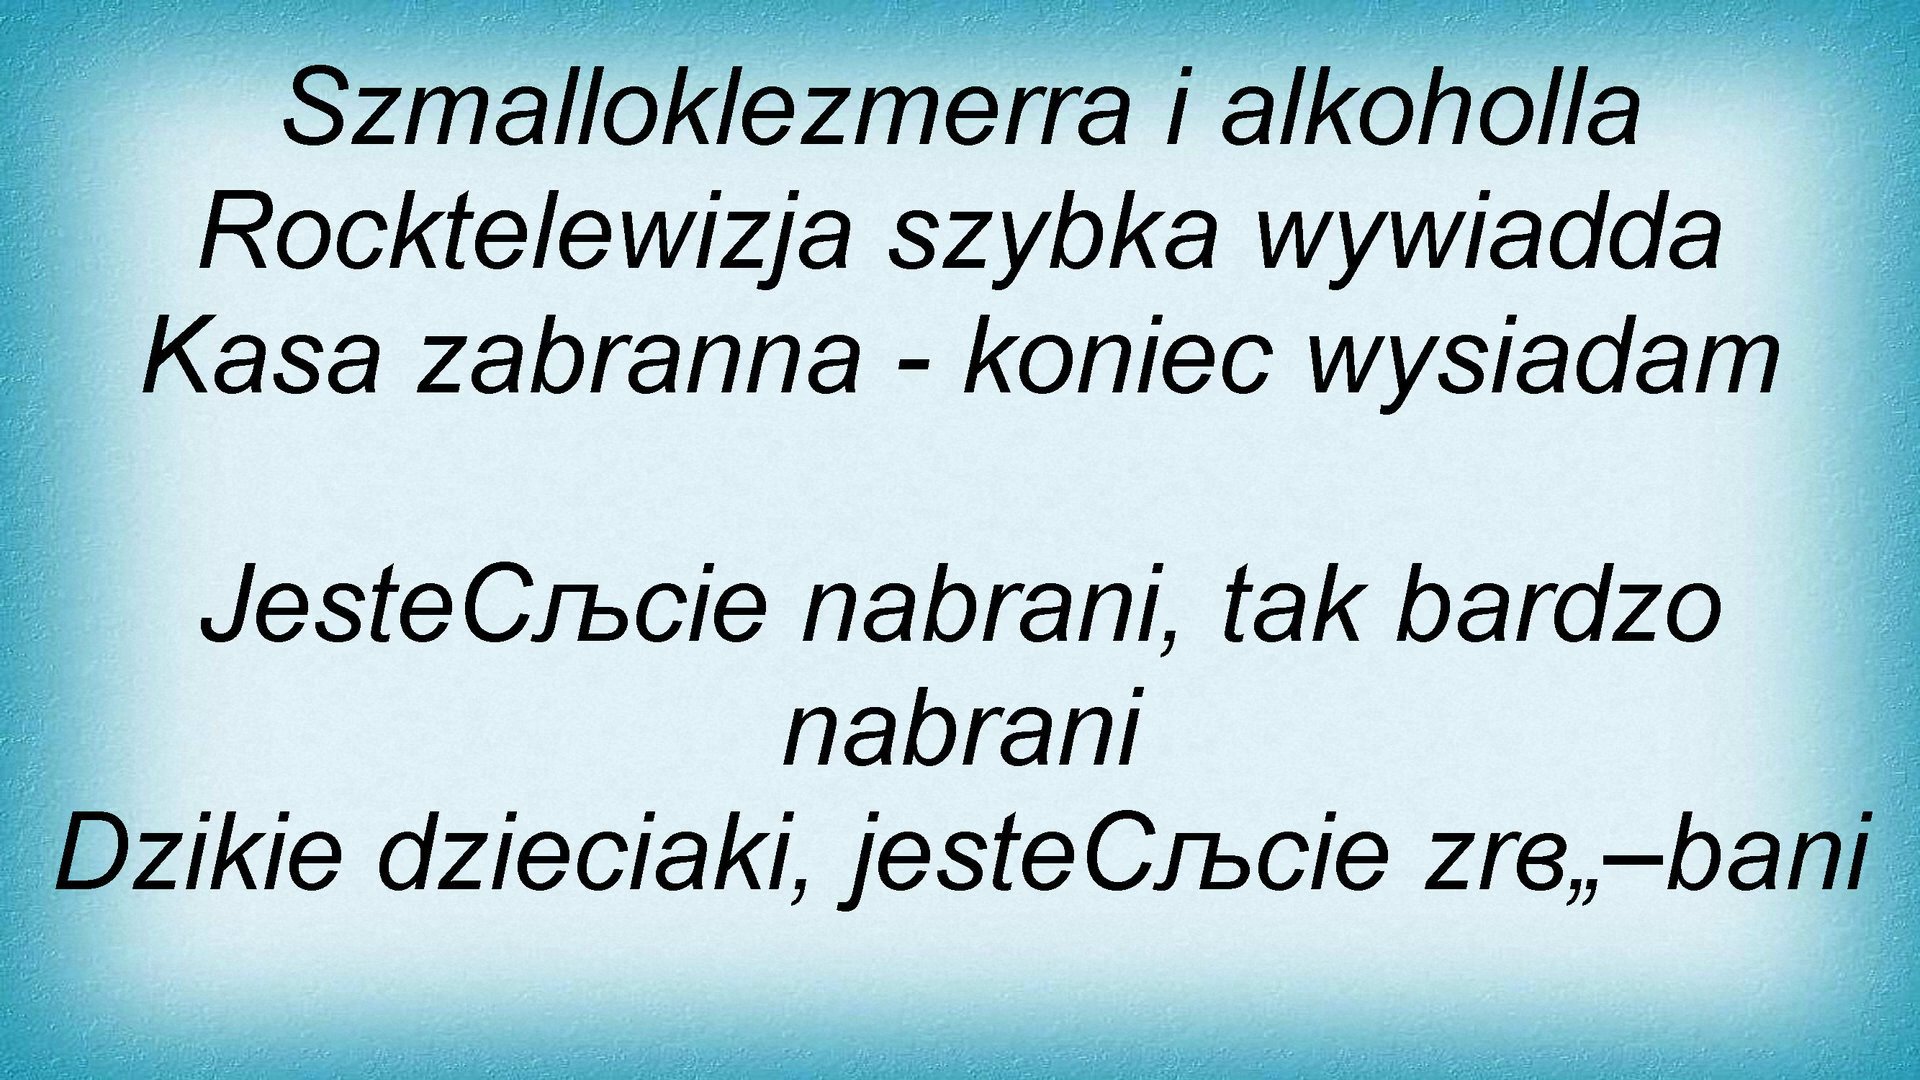 Szmalloklezmerra i alkoholla
Rocktelewizja szybka wywiadda
Kasa zabranna - koniec wysiadam
JesteСљcie nabrani, tak bardzo
nabrani
Dzikie dzieciaki, jesteСљcie zrв„–bani